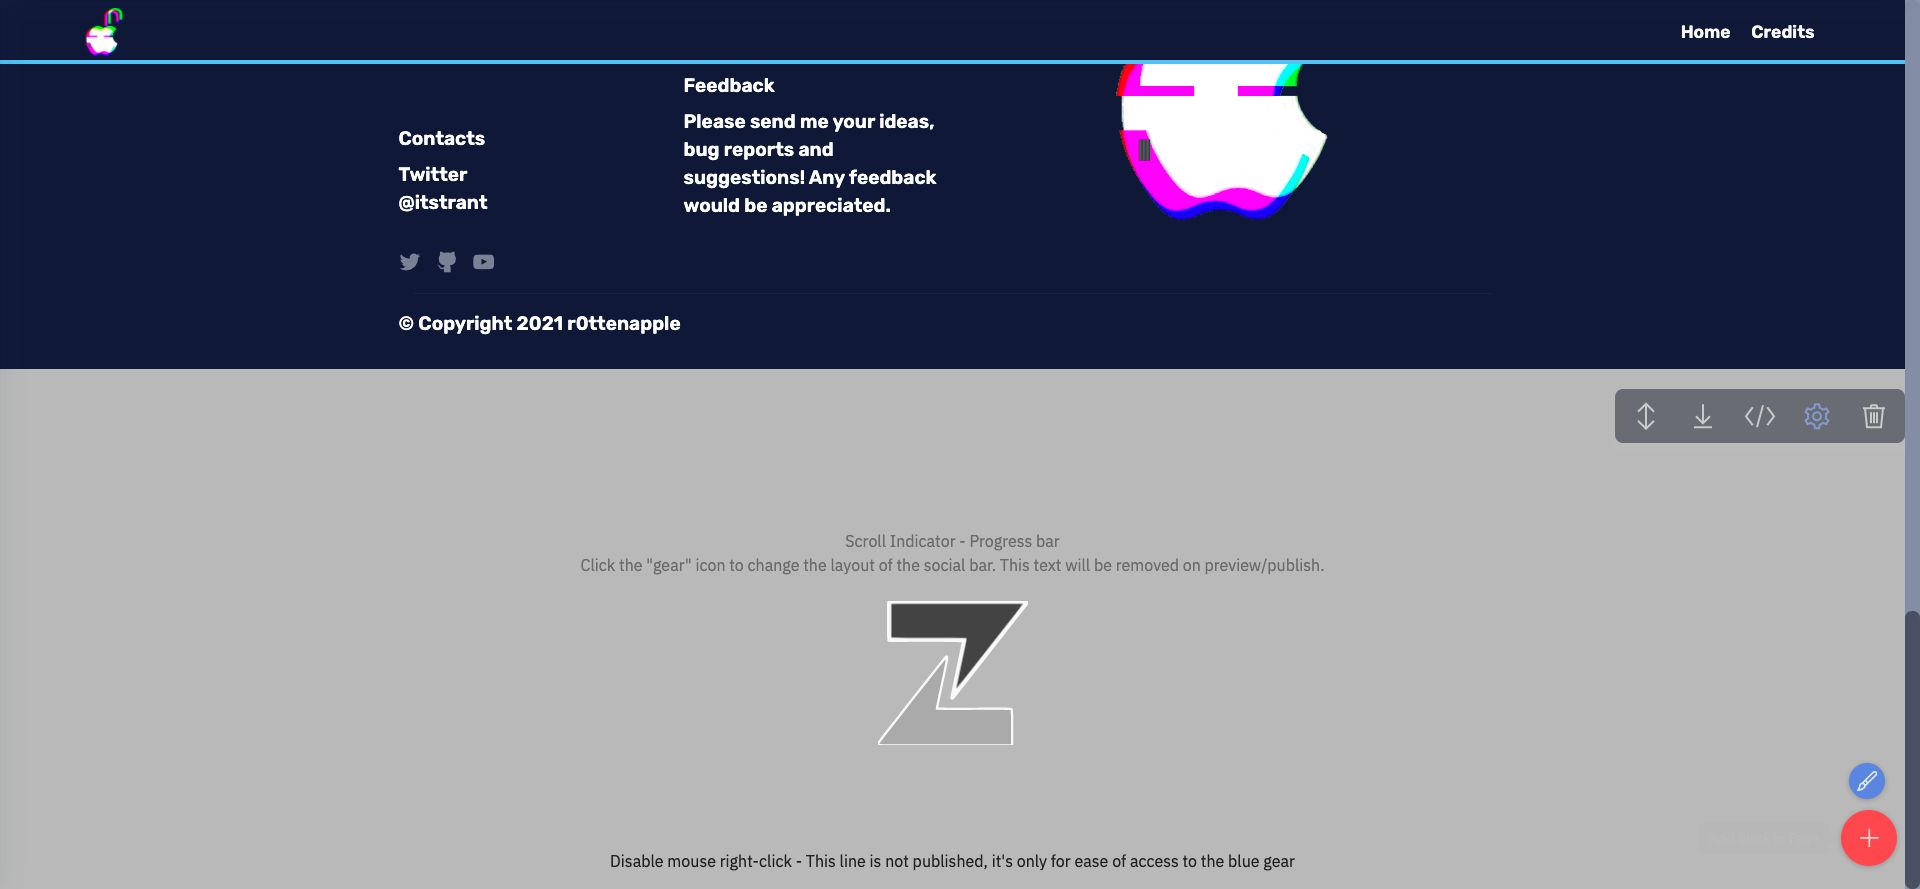 Home Credits
Feedback
Please send me your ideas,
bug reports and
suggestions! Any feedback
would be appreciated.
Contacts
Twitter
@itstrant
© Copyright 2021 r0ttenapple
Scroll Indicator - Progress bar
Click the "gear" icon to change the layout of the social bar. This text will be removed on preview/publish.
Disable mouse right-click - This line is not published, it's only for ease of access to the blue gear